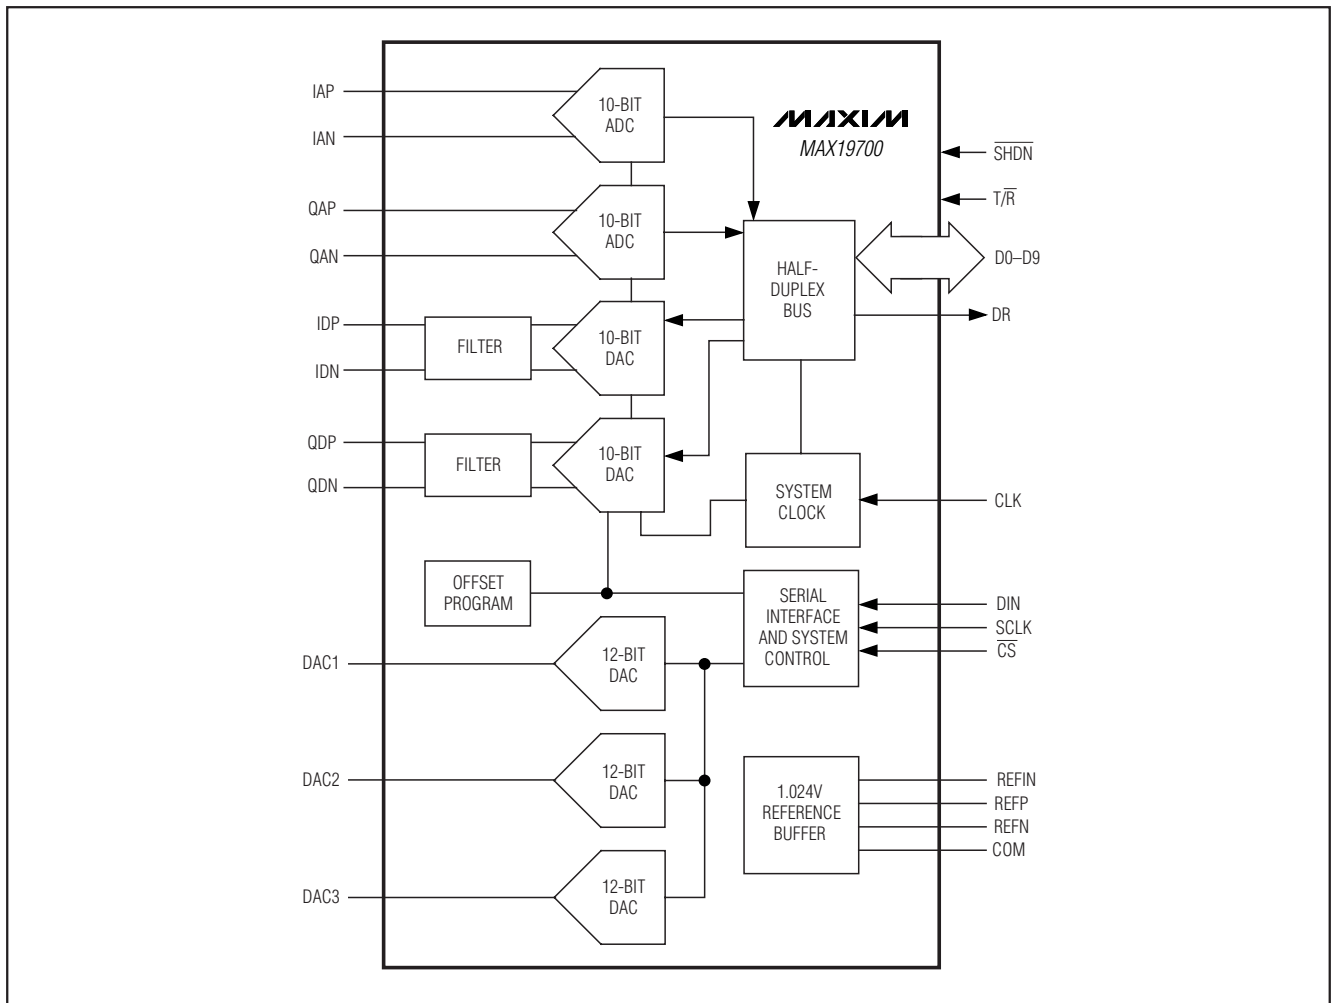 IAP
IAN
10-BIT
ADC
MAXIM
MAX19700
SHDN
T/R
QAP
QAN
10-BIT
ADC
HALF-
DUPLEX
BUS
D0–D9
DR
IDP
IDN
FILTER
10-BIT
DAC
QDP
QDN
FILTER
10-BIT
DAC
SYSTEM
CLOCK
CLK
OFFSET
PROGRAM
SERIAL
INTERFACE
AND SYSTEM
CONTROL
DIN
SCLK
CS
DAC1
12-BIT
DAC
DAC2
12-BIT
DAC
1.024V
REFERENCE
BUFFER
REFIN
REFP
REFN
COM
DAC3
12-BIT
DAC